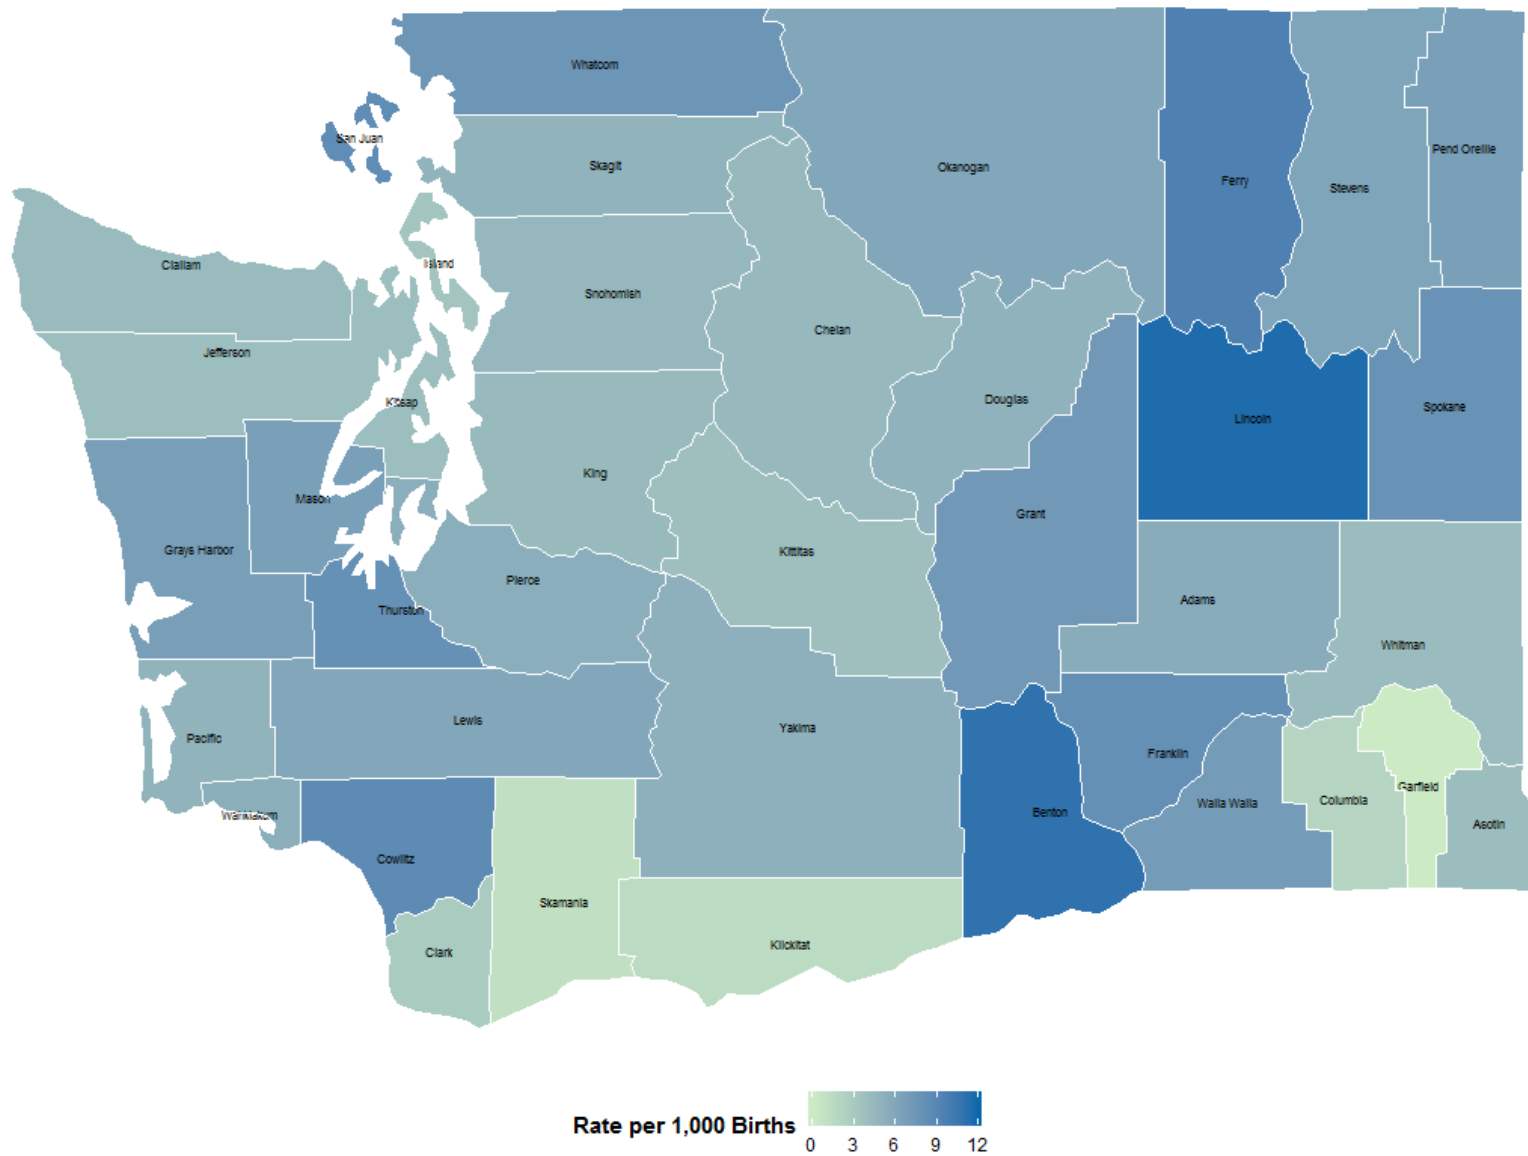 Whatcom
San Juan
Skagit
Okanogan
Ferry
Stevens
Pend Oreille
Clallam
Island
Snohomish
Chelan
Jefferson
Kitsap
Douglas
Lincoln
Spokane
King
Mason
Grant
Grays Harbor
Kittitas
Pierce
Thurston
Adams
Whitman
Lewis
Yakima
Pacific
Franklin
Garfield
Columbia
Walla Walla
Wahkiakum
Benton
Asotin
Cowlitz
Skamania
Klickitat
Clark
Rate per 1,000 Births
0 3 6 9 12